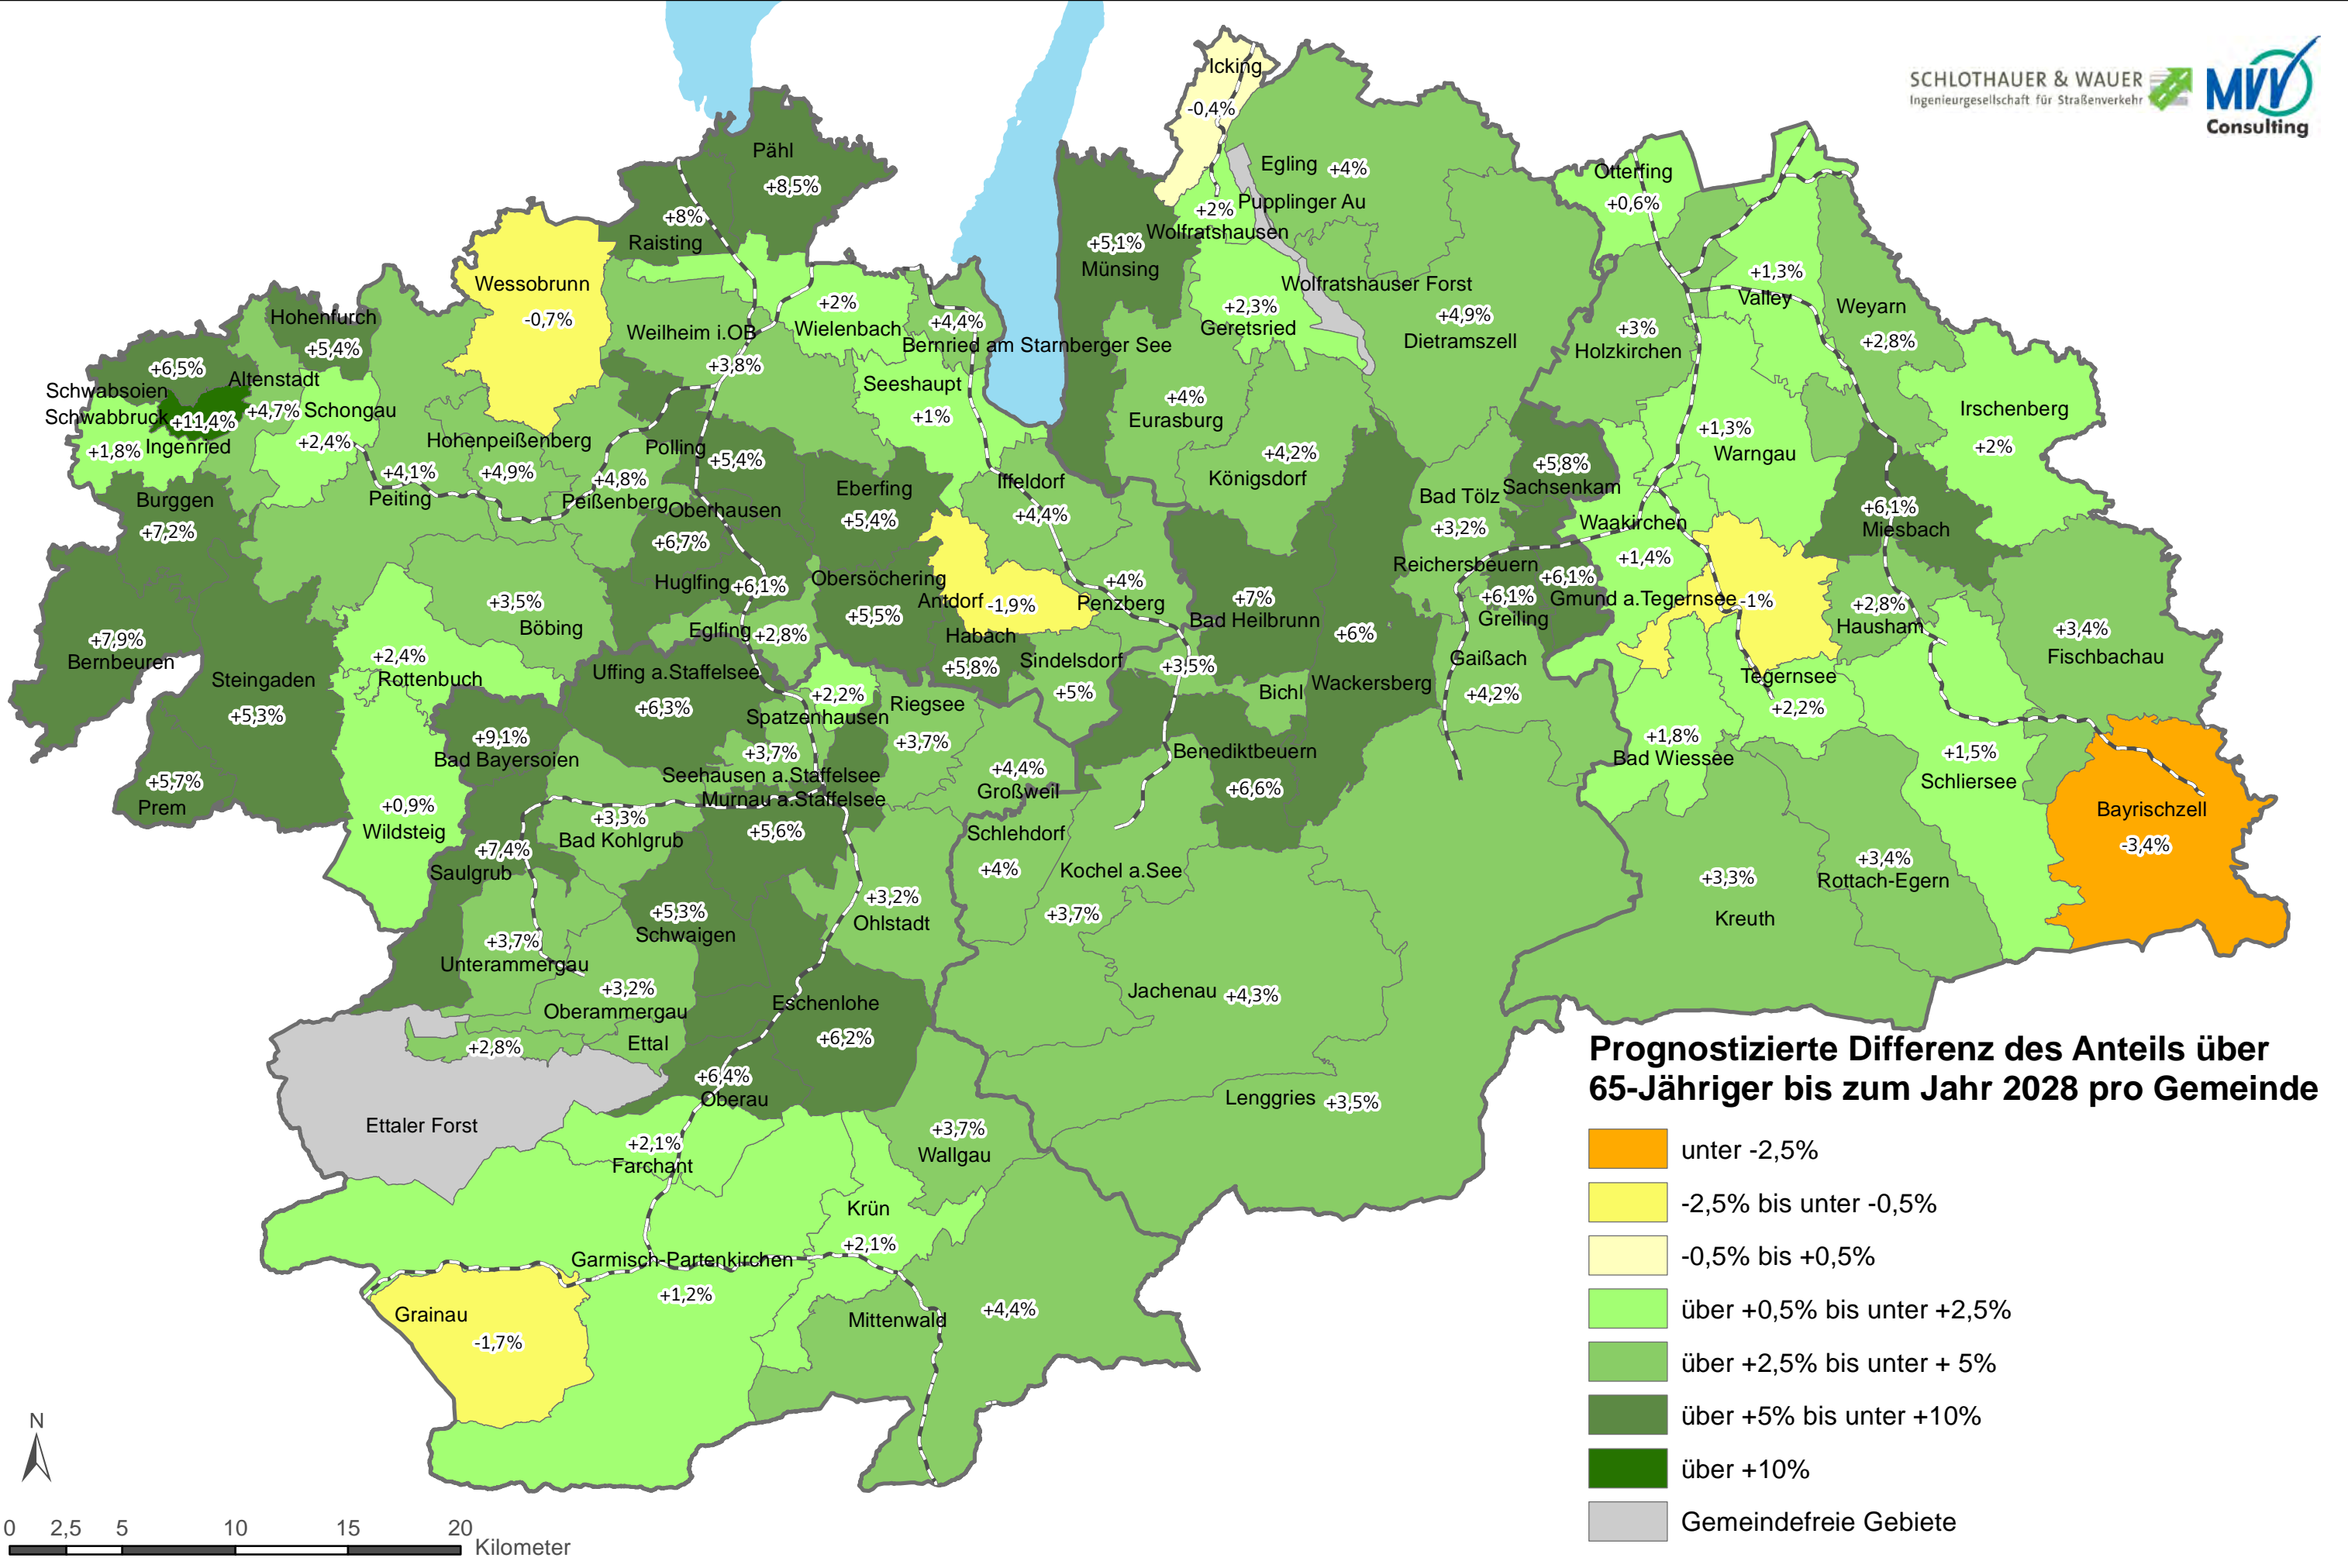 SCHLOTHAUER & WAUER
Ingenieurgesellschaft für Straßenverkehr
MVV
Consulting
Icking
-0,4%
Pähl
+8,5%
Egling +4%
Pupplinger Au
+2%
Wolfratshausen
Otterfing
+0,6%
+8%
Raisting
+5,1%
Münsing
Wessobrunn
-0,7%
Wolfratshauser Forst
+2,3%
Geretsried
+4,9%
Dietramszell
+1,3%
Valley
Weyarn
+2,8%
+3%
Holzkirchen
Hohenfurch
+5,4%
Weilheim i.OB
+3,8%
+2%
Wielenbach
+4,4%
Bernried am Starnberger See
+6,5%
Schwabsoien
Altenstadt
+4,7%
Schwabbruck
+11,4%
Schongau
+2,4%
+1,8%
Ingenried
Seeshaupt
+1%
+4%
Eurasburg
Irschenberg
+2%
+1,3%
Warngau
Hohenpeißenberg
+4,9%
Polling
+5,4%
+4,1%
Peiting
+4,8%
Peißenberg
+4,2%
Königsdorf
+5,8%
Sachsenkam
Iffeldorf
+4,4%
Eberfing
+5,4%
Burggen
+7,2%
Oberhausen
+6,7%
Bad Tölz
+3,2%
Waakirchen
+1,4%
+6,1%
Miesbach
Huglfing
+6,1%
Obersöchering
+5,5%
Antdorf -1,9%
+4%
Penzberg
+7%
Bad Heilbrunn
Reichersbeuern
+6,1%
+6,1%
Greiling
Gmund a.Tegernsee
-1%
+2,8%
Hausham
+3,4%
Fischbachau
+3,5%
Böbing
Eglfing
+2,8%
Habach
+5,8%
Sindelsdorf
+5%
+3,5%
Bichl
+6%
Wackersberg
Gaißach
+4,2%
+7,9%
Bernbeuren
Steingaden
+5,3%
+2,4%
Rottenbuch
Uffing a.Staffelsee
+6,3%
+2,2%
Spatzenhausen
Riegsee
+3,7%
Tegernsee
+2,2%
+9,1%
Bad Bayersoien
+3,7%
Seehausen a.Staffelsee
Murnau a.Staffelsee
+5,6%
+4,4%
Großweil
Benediktbeuern
+6,6%
+1,8%
Bad Wiessee
+1,5%
Schliersee
+5,7%
Prem
+0,9%
Wildsteig
+3,3%
Bad Kohlgrub
Schlehdorf
+4%
Bayrischzell
-3,4%
+7,4%
Saulgrub
Kochel a.See
+3,7%
+3,3%
Kreuth
+3,4%
Rottach-Egern
+5,3%
Schwaigen
+3,2%
Ohlstadt
+3,7%
Unterammergau
+3,2%
Oberammergau
Eschenlohe
+6,2%
Jachenau +4,3%
+2,8%
Ettal
+6,4%
Oberau
Lenggries +3,5%
Ettaler Forst
+2,1%
Farchant
+3,7%
Wallgau
Krün
+2,1%
Garmisch-Partenkirchen
+1,2%
Grainau
-1,7%
Mittenwald
+4,4%
Prognostizierte Differenz des Anteils über
65-Jähriger bis zum Jahr 2028 pro Gemeinde
unter -2,5%
-2,5% bis unter -0,5%
-0,5% bis +0,5%
über +0,5% bis unter +2,5%
über +2,5% bis unter + 5%
über +5% bis unter +10%
über +10%
Gemeindefreie Gebiete
N
0 2,5 5 10 15 20
Kilometer